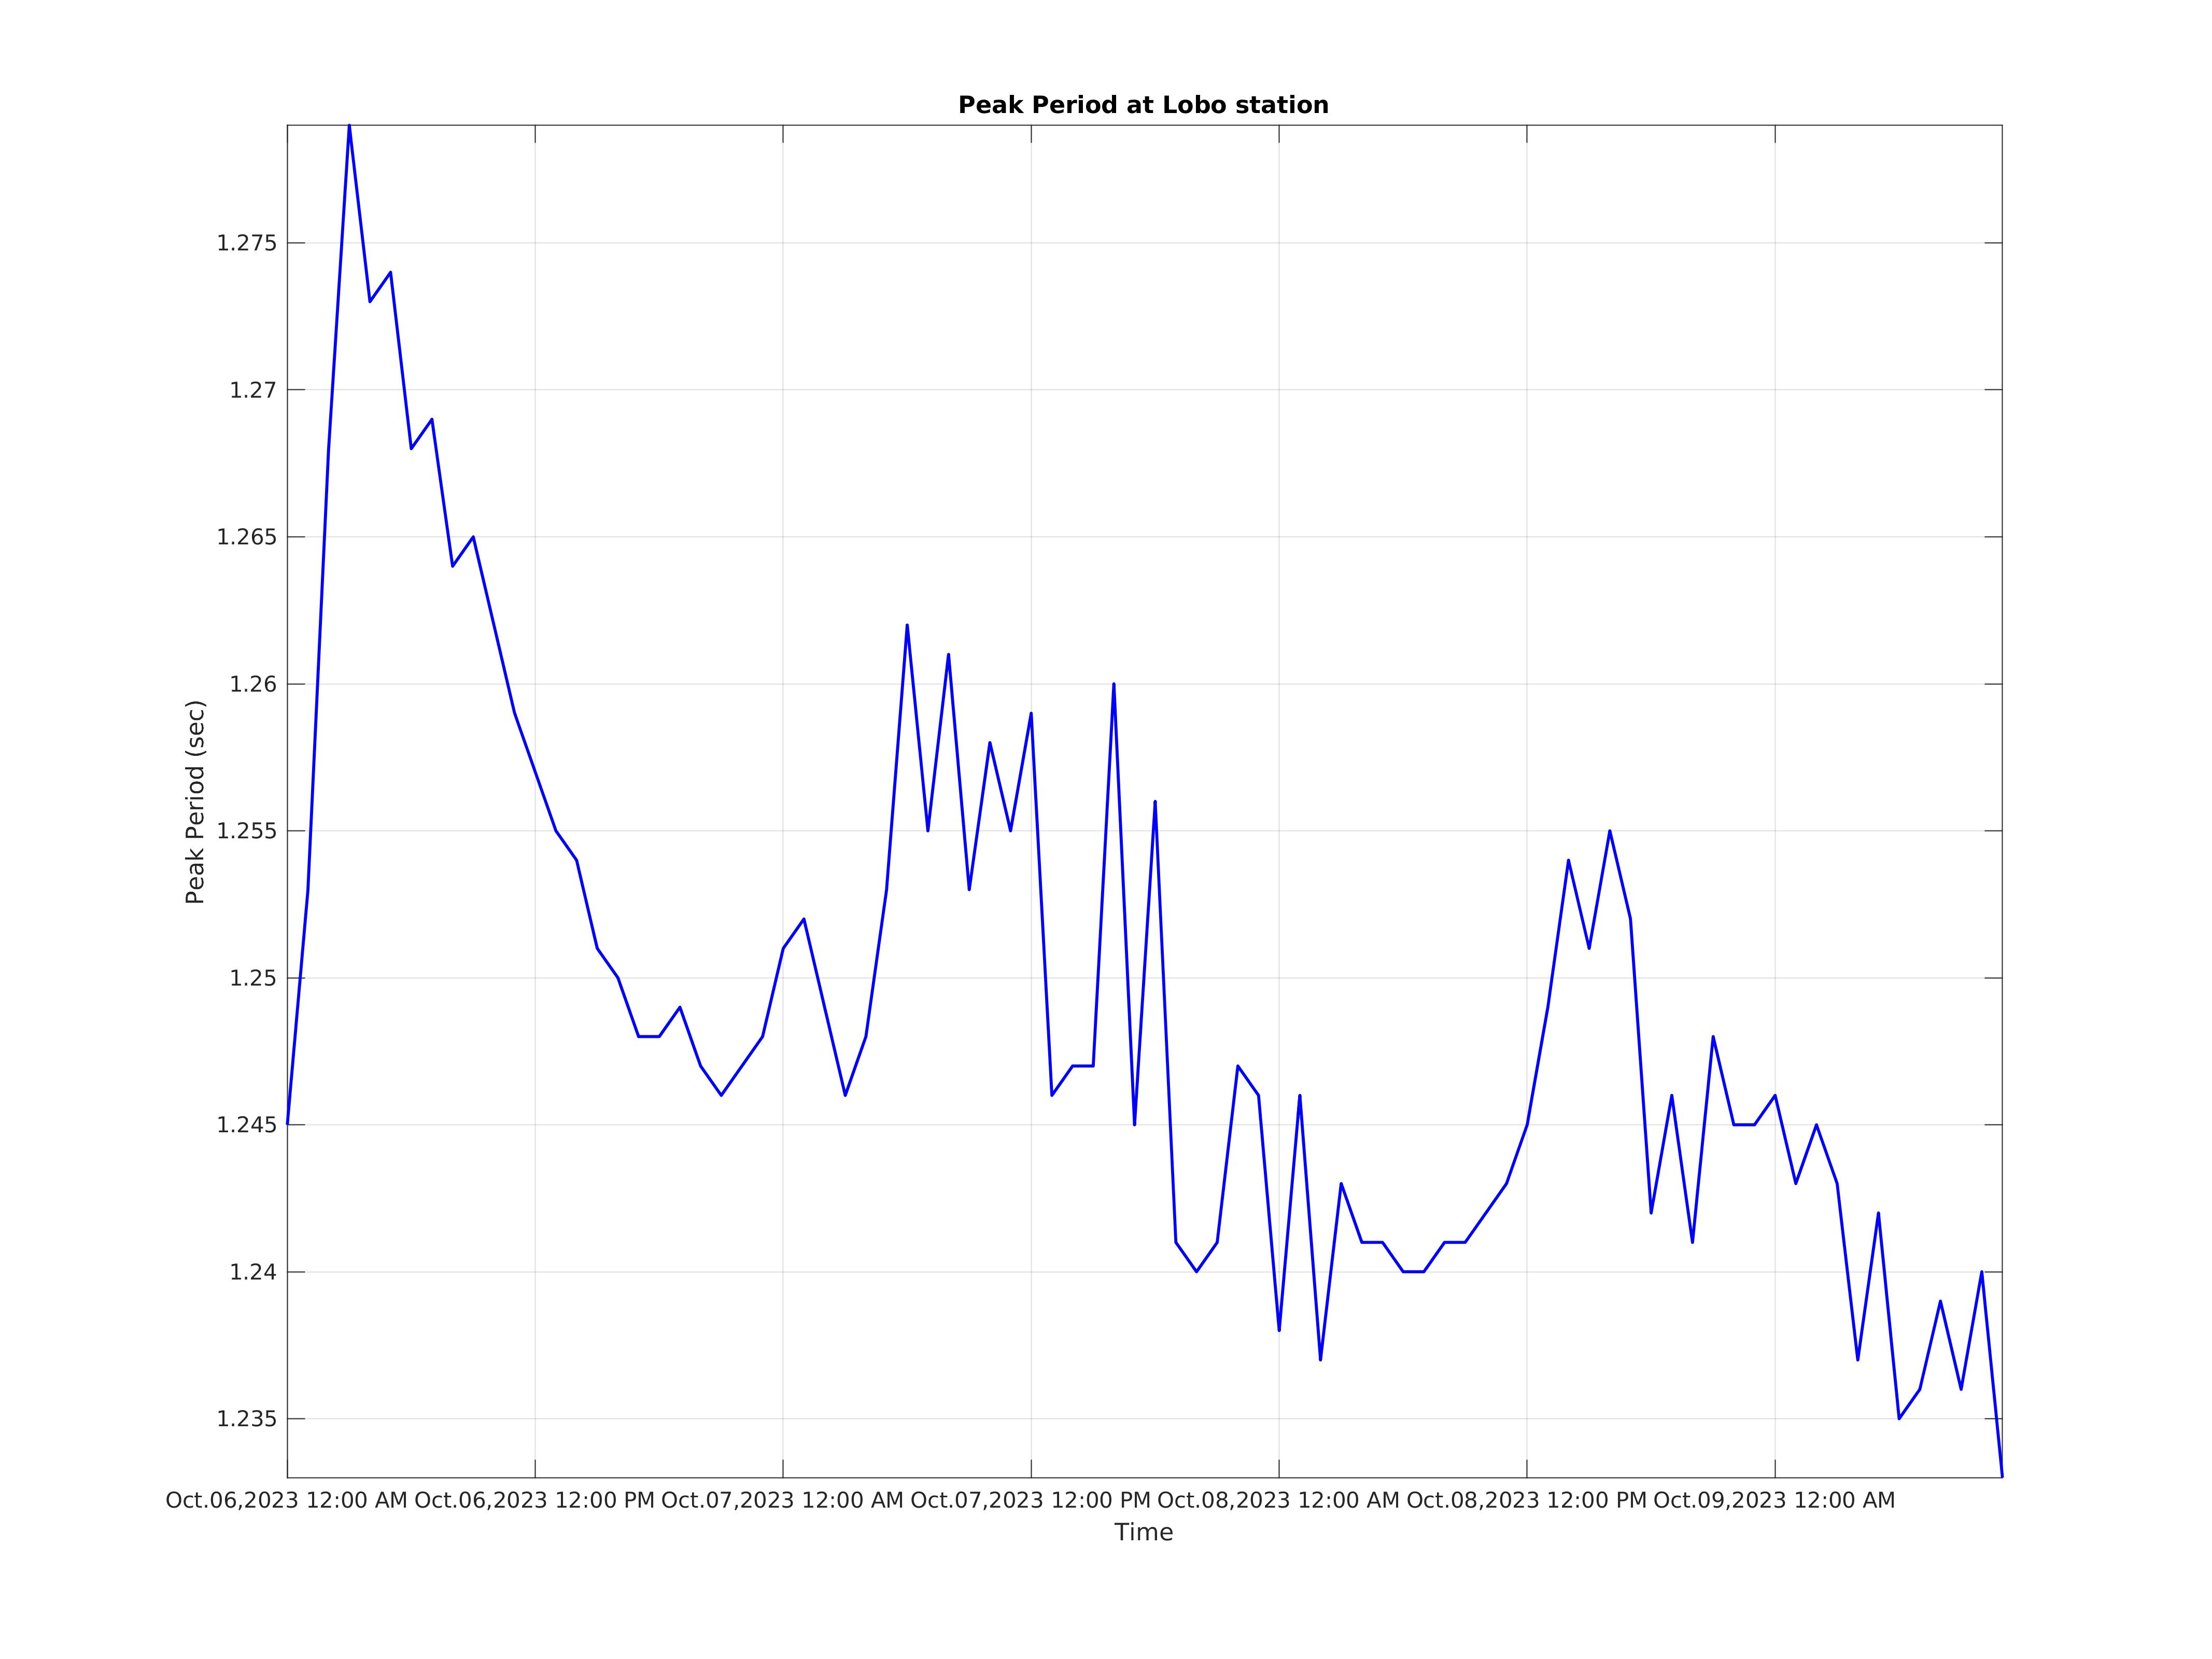 Peak Period at Lobo station
1.275
1.27
1.265
1.26
1.255
1.25
1.245
1.24
1.235
Peak Period (sec)
Oct.06,2023 12:00 AM Oct.06,2023 12:00 PM Oct.07,2023 12:00 AM Oct.07,2023 12:00 PM Oct.08,2023 12:00 AM Oct.08,2023 12:00 PM Oct.09,2023 12:00 AM
Time